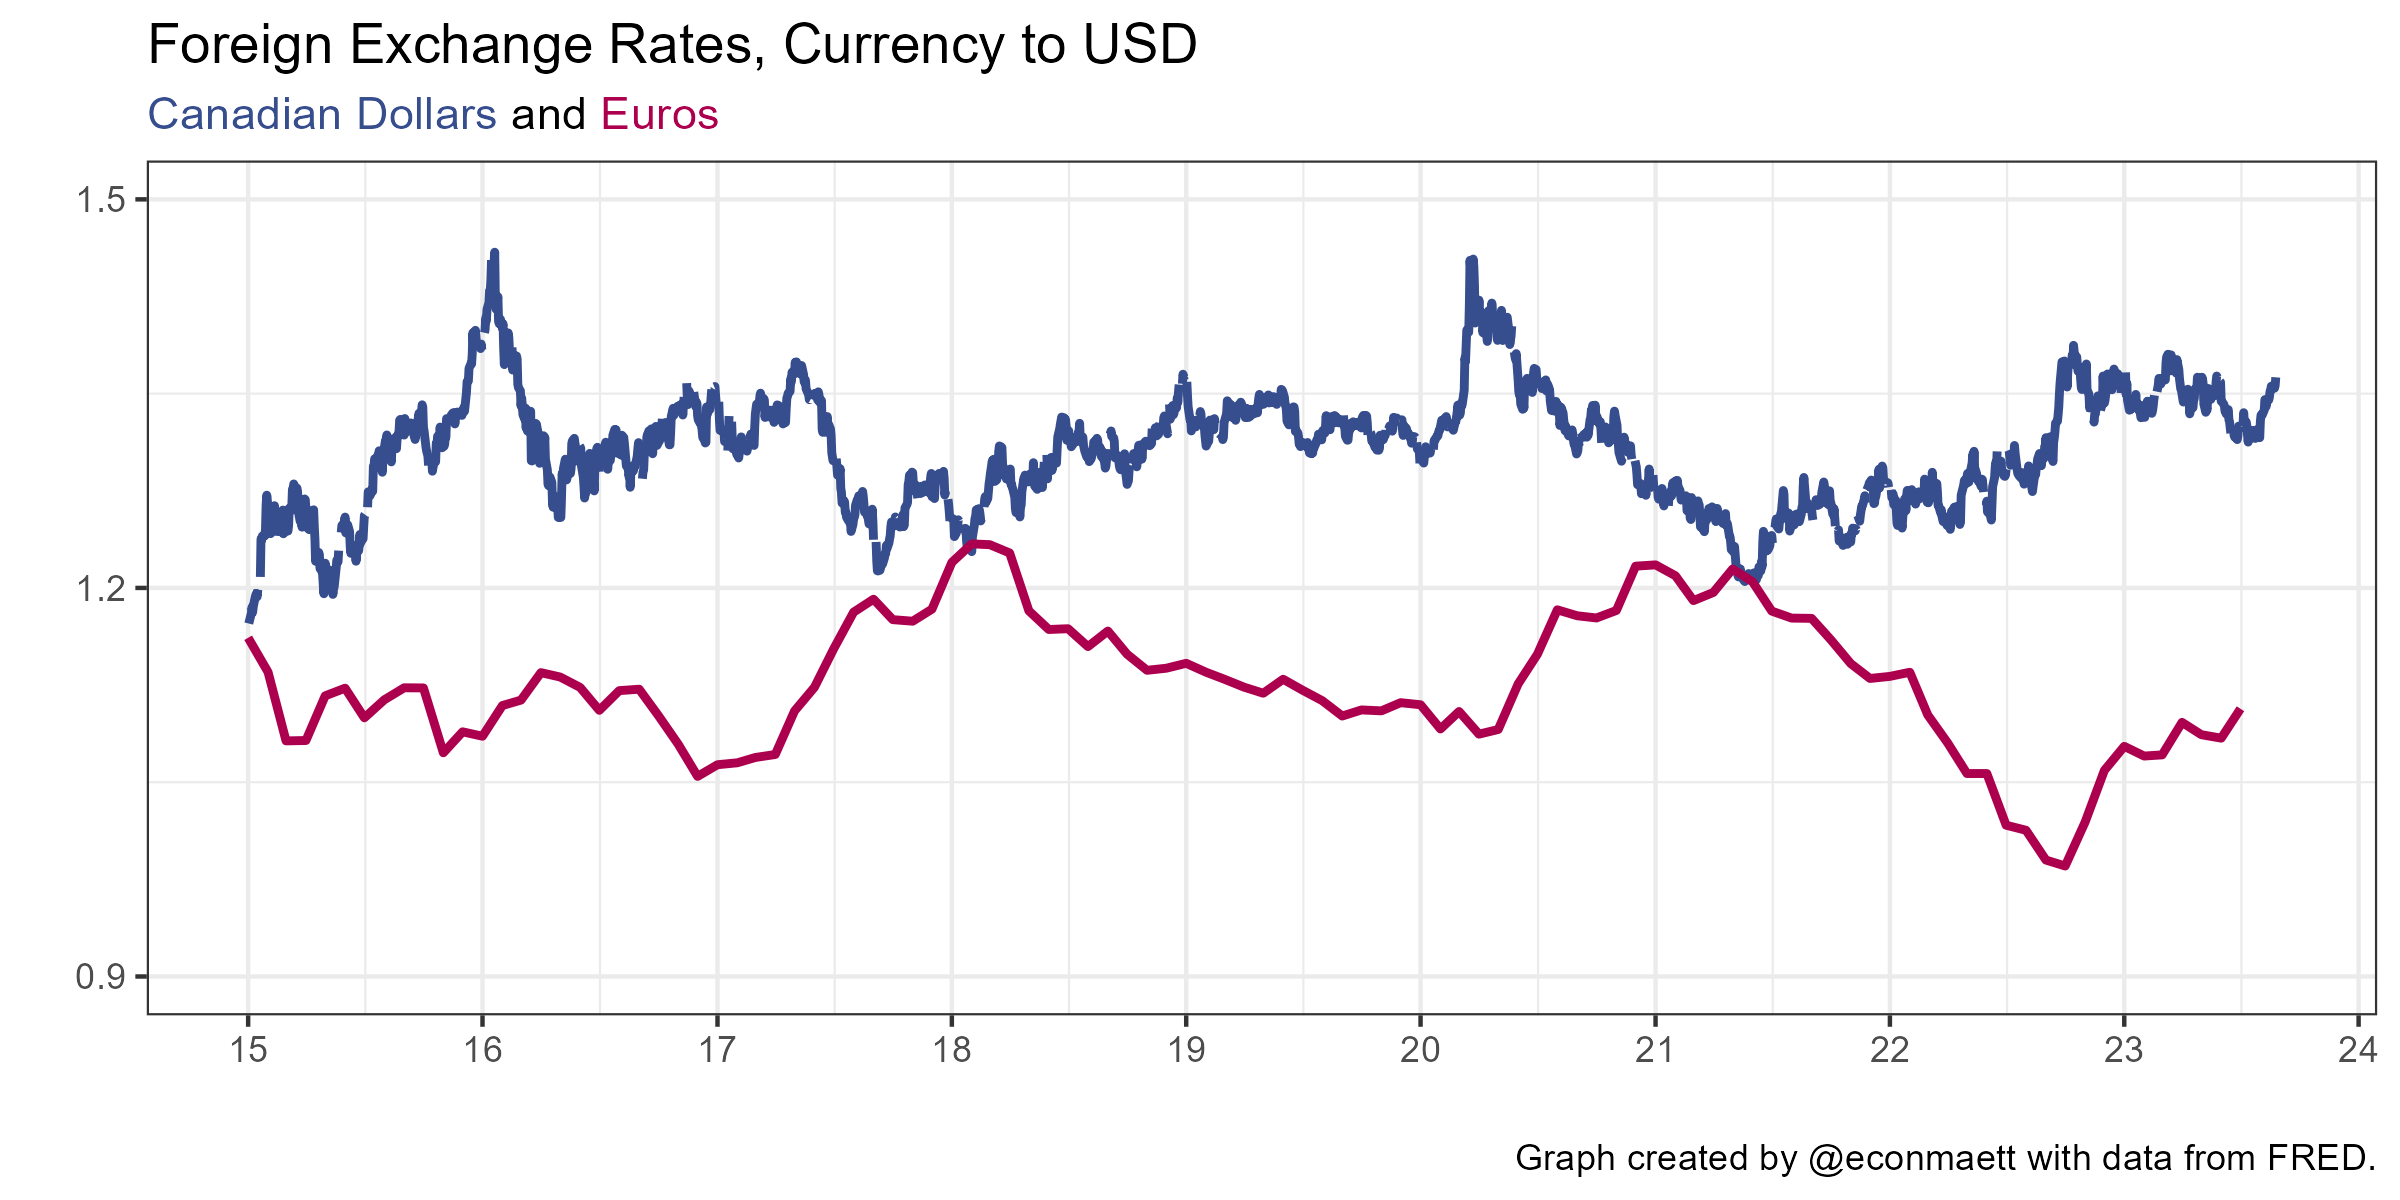 Foreign Exchange Rates, Currency to USD
Canadian Dollars and Euros
1.5
1.2
0.9
15 16 17 18 19 20 21 22 23 24
Graph created by @econmaett with data from FRED.